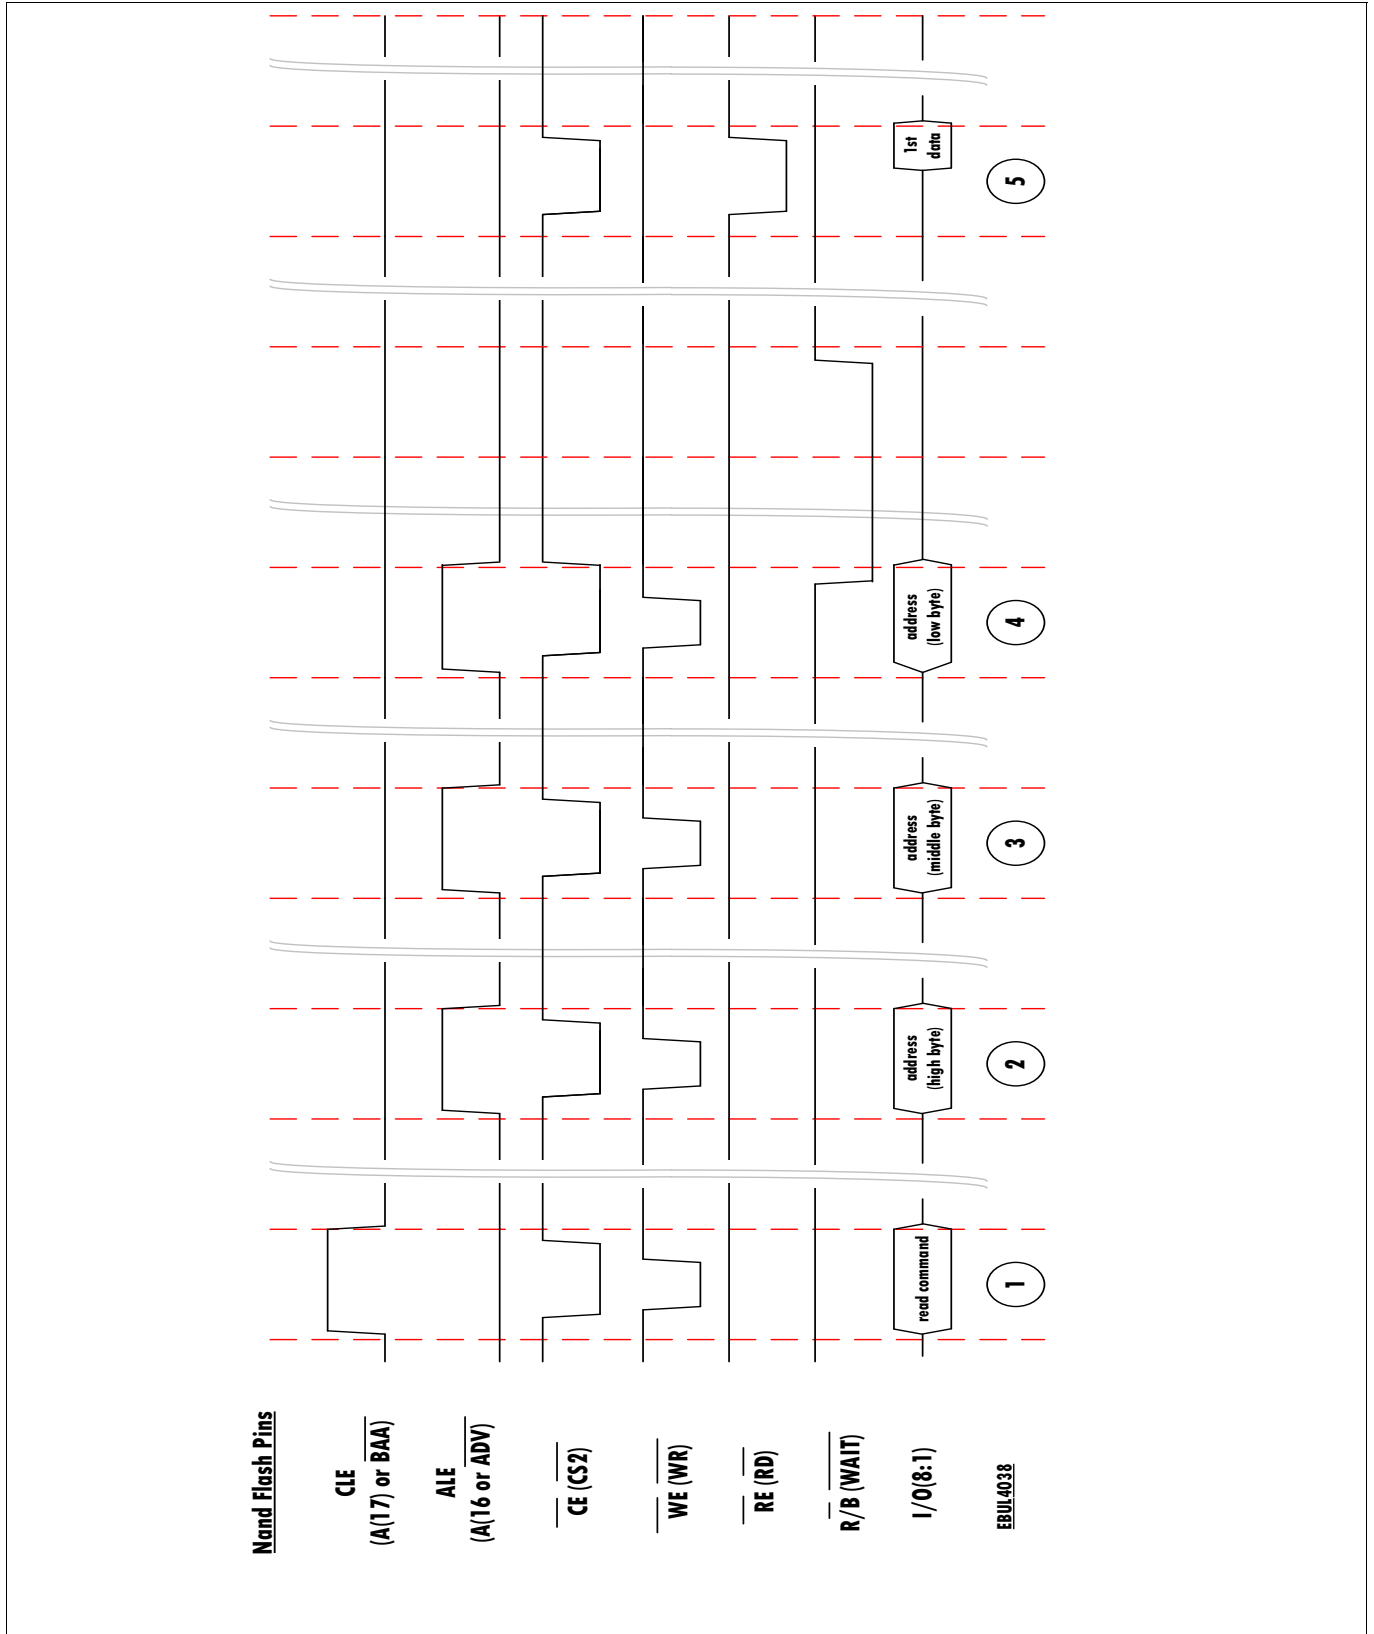 Nand Flash Pins
CLE
(A(17) or BAA)
ALE
(A(16 or ADV)
CE (CS2)
WE (WR)
RE (RD)
R/B (WAIT)
I/O(8:1)
read command
address
(high byte)
address
(middle byte)
address
(low byte)
1st
data
1
2
3
4
5
EBUL4038